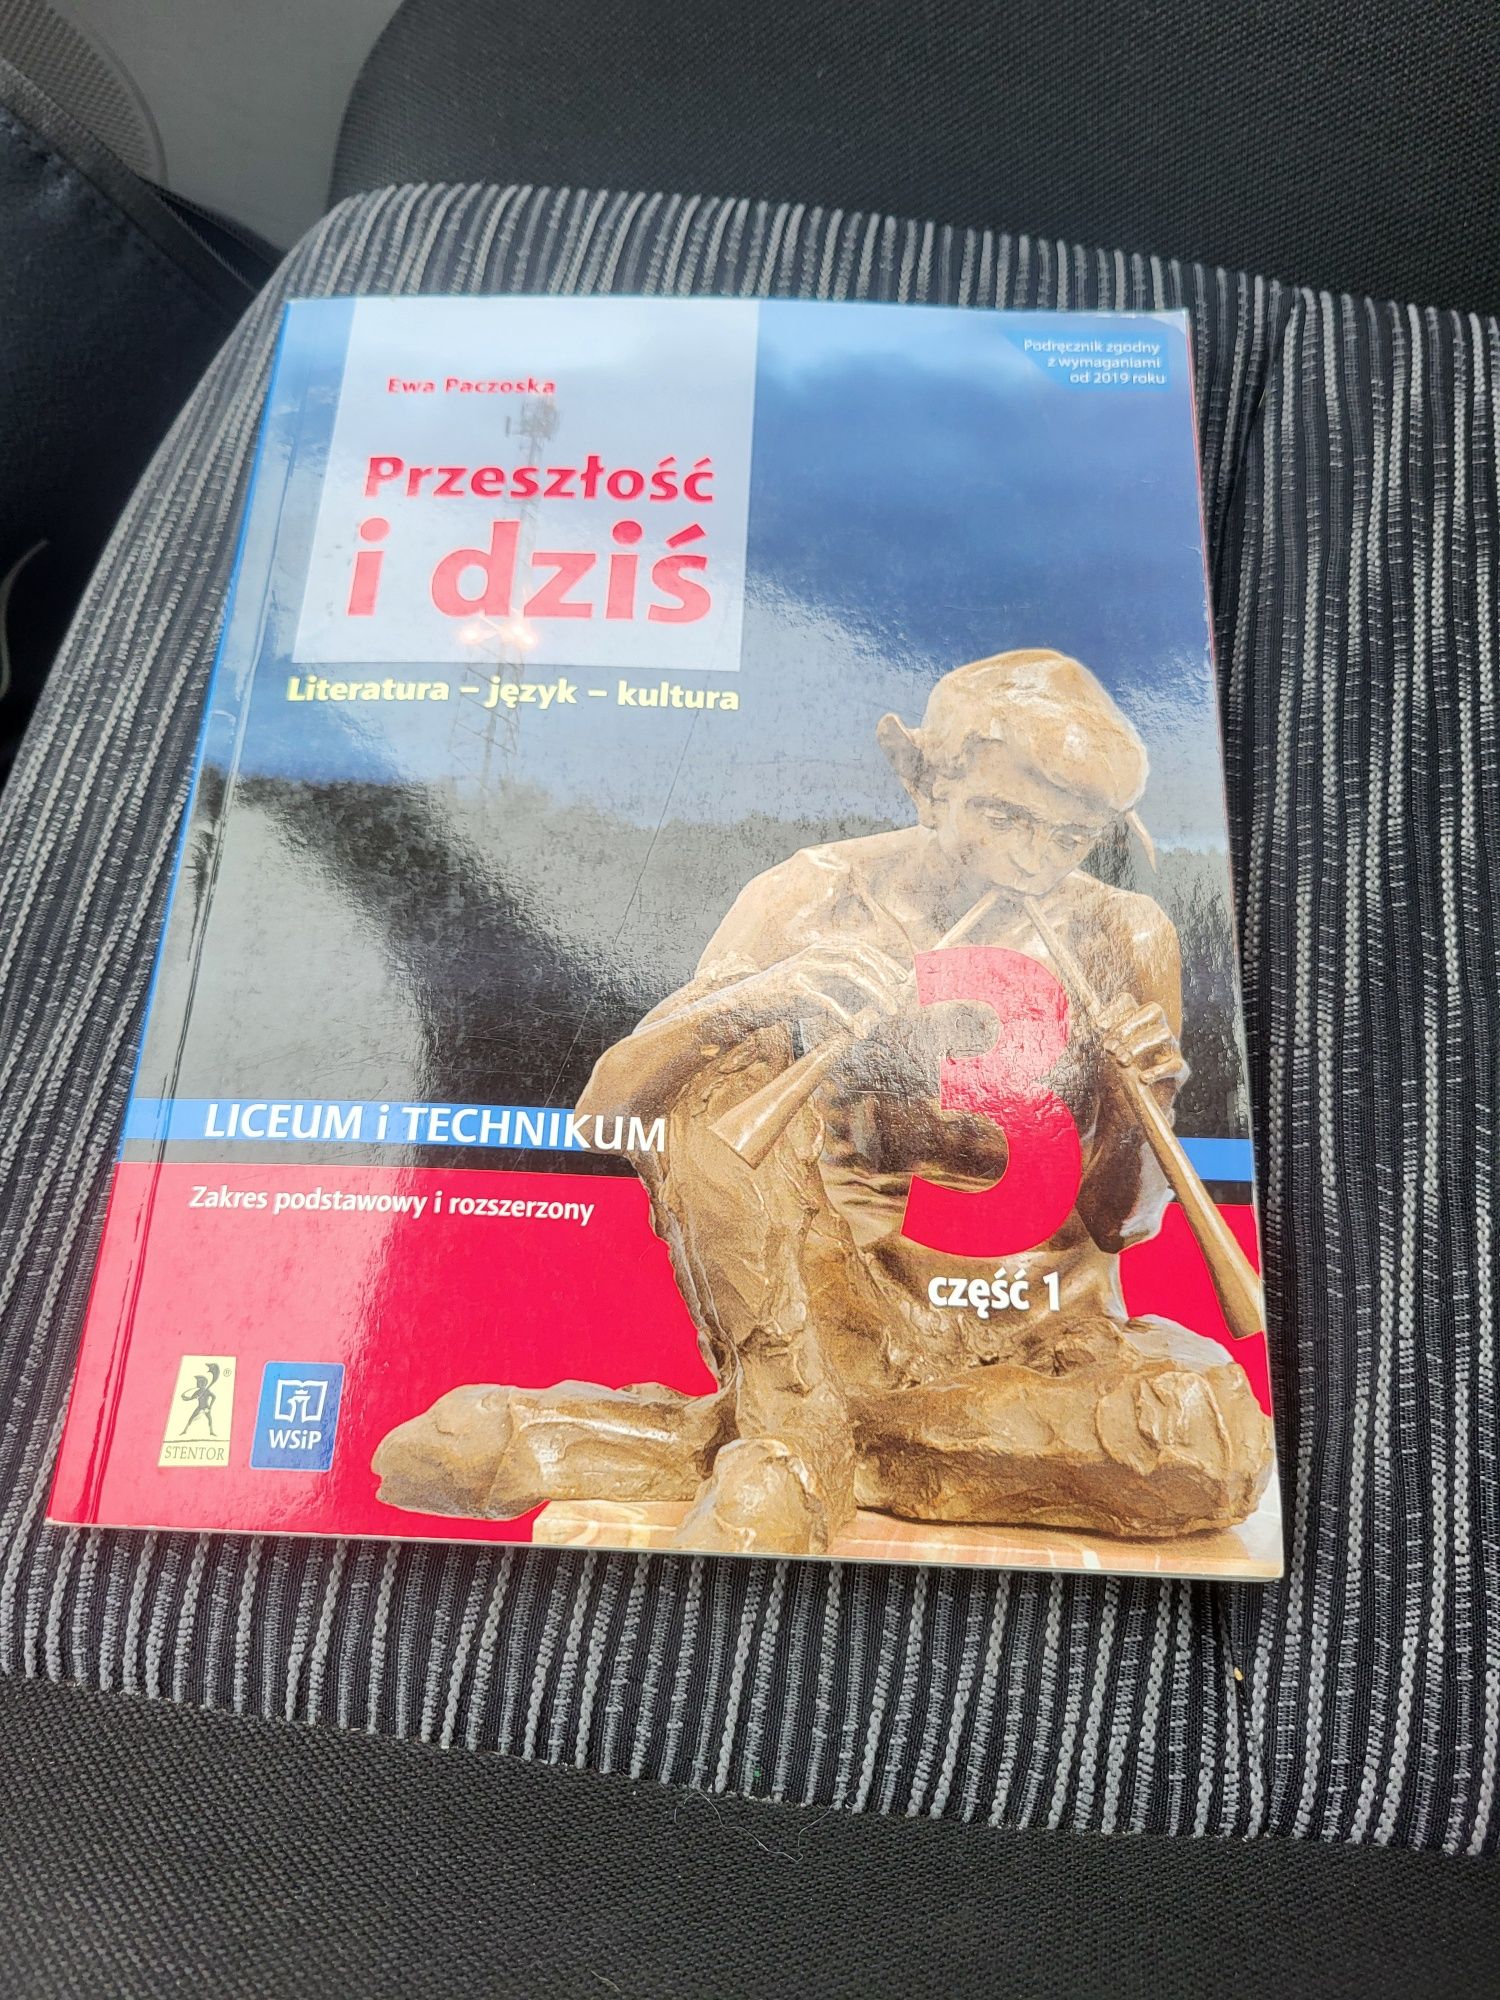 Podręcznik zgodny
z wymaganiami
od 2019 roku
Ewa Paczoska
Przeszłość
i dziś
Literatura – język – kultura
3
LICEUM i TECHNIKUM
Zakres podstawowy i rozszerzony
część 1
®
STENTOR
WSiP